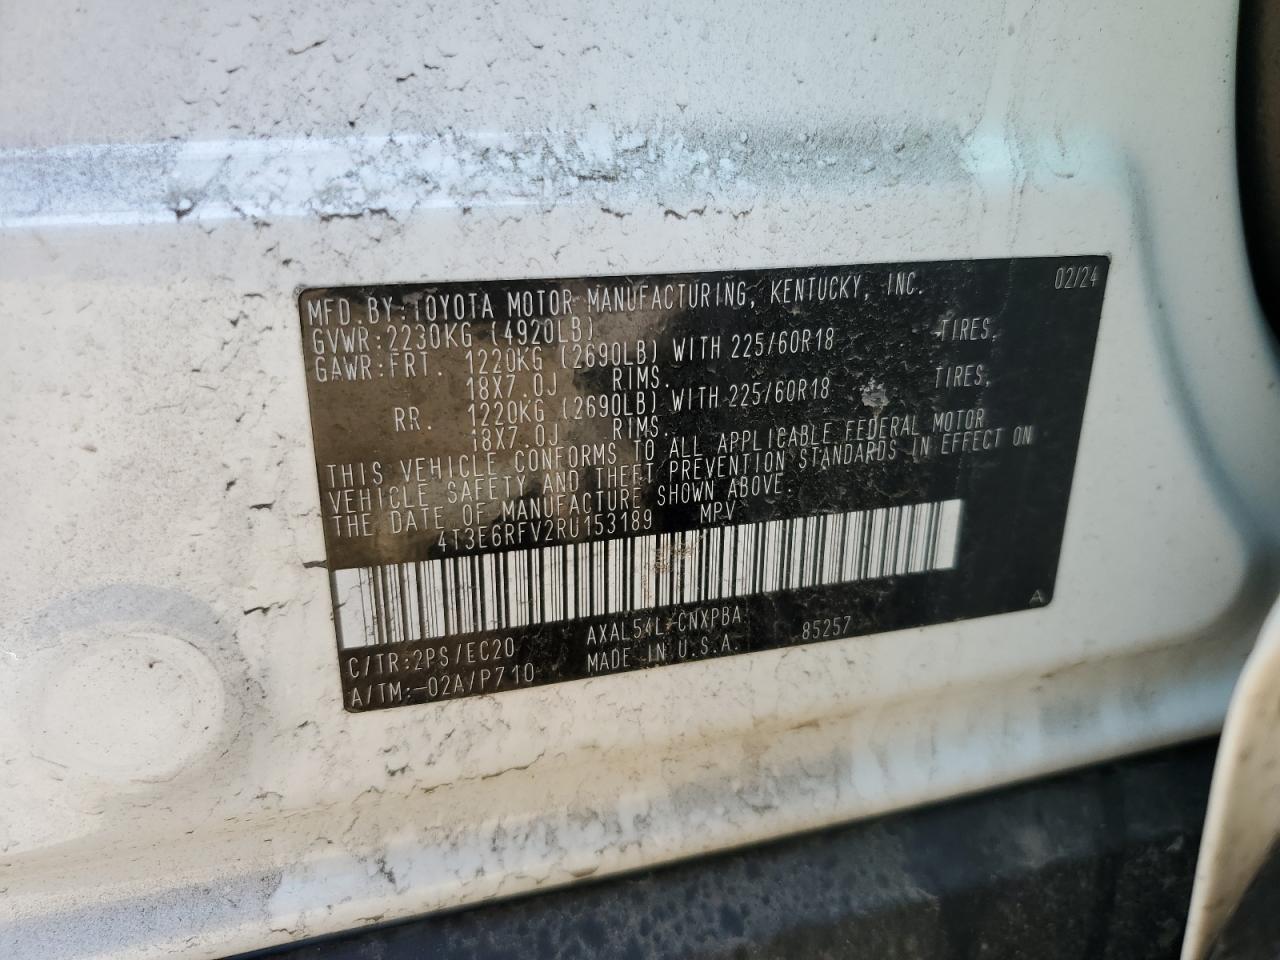 MFD BY:TOYOTA MOTOR MANUFACTURING, KENTUCKY, INC. 02/24
GVWR:2230KG (4920LB)
GAWR:FRT. 1220KG (2690LB) WITH 225/60R18 TIRES,
18X7.0J RIMS.
RR. 1220KG (2690LB) WITH 225/60R18 TIRES,
18X7.0J RIMS.
THIS VEHICLE CONFORMS TO ALL APPLICABLE FEDERAL MOTOR
VEHICLE SAFETY AND THEFT PREVENTION STANDARDS IN EFFECT ON
THE DATE OF MANUFACTURE SHOWN ABOVE.
4T3E6RFV2RU153189 MPV
C/TR:2PS/EC20 AXAL54L-CNXPBA 85257 A
A/TM:-02A/P710 MADE IN U.S.A.